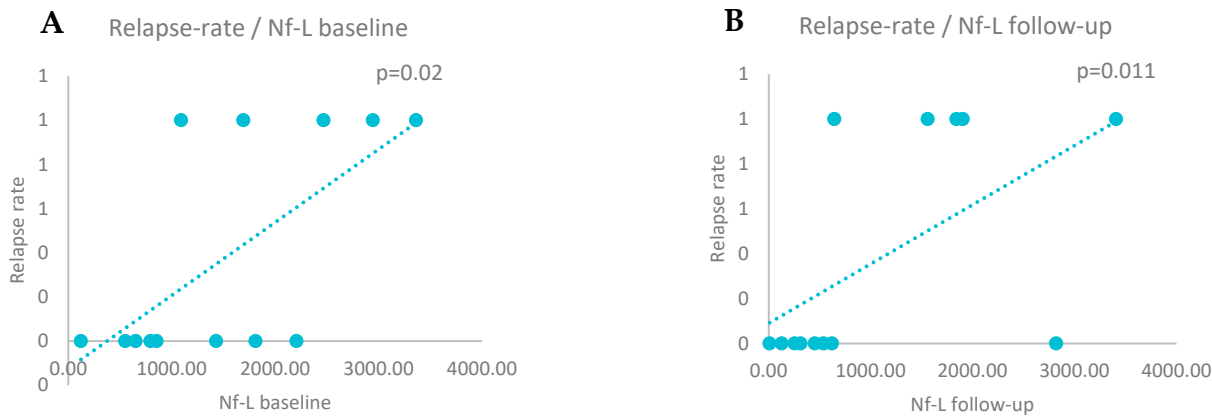 A
Relapse-rate / Nf-L baseline
p=0.02
1
1
1
1
0
0
0
0
Relapse rate
0.00 1000.00 2000.00 3000.00 4000.00
Nf-L baseline
B
Relapse-rate / Nf-L follow-up
p=0.011
1
1
1
1
0
0
0
Relapse rate
0.00 1000.00 2000.00 3000.00 4000.00
Nf-L follow-up